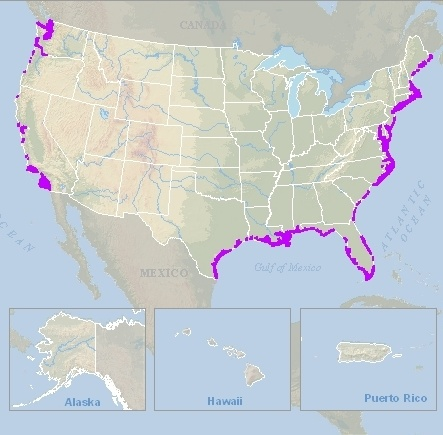 CANADA
OCEAN
ATLANTIC
OCEAN
MEXICO
Gulf of Mexico
Alaska
Hawaii
Puerto Rico